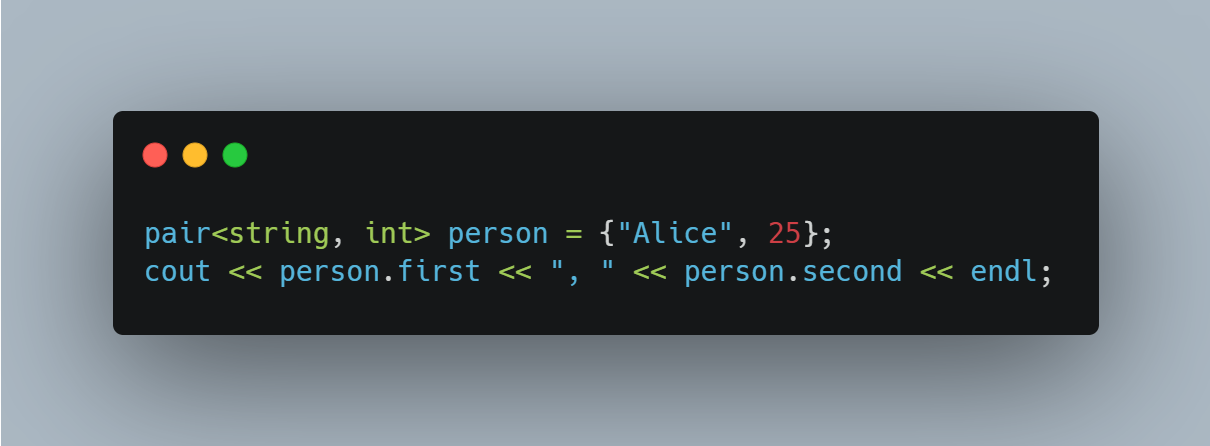 pair<string, int> person = {"Alice", 25};
cout << person.first << ", " << person.second << endl;